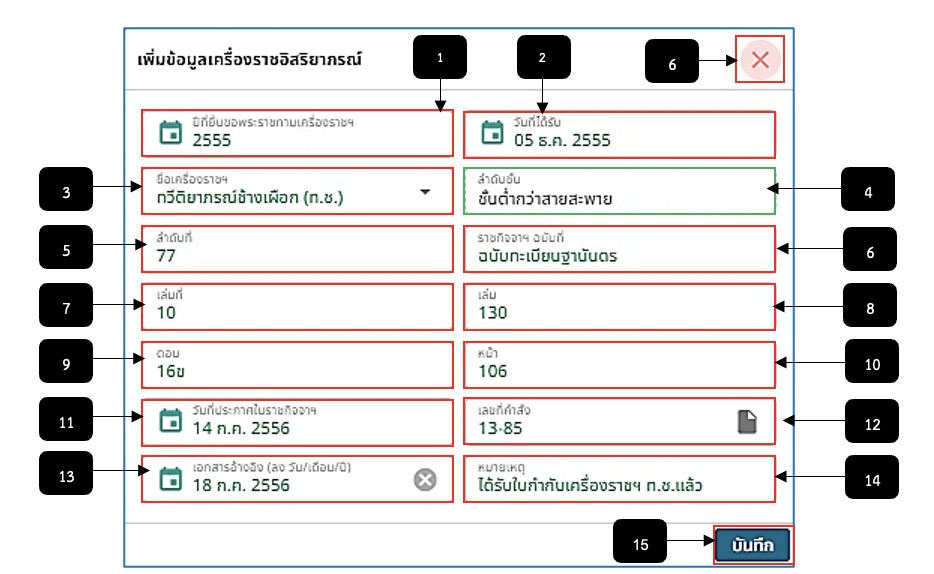 เพิ่มข้อมูลเครื่องราชอิสริยาภรณ์
1
2
6
ปีที่ยื่นขอพระราชทานเครื่องราชฯ
2555
วันที่ได้รับ
05 ธ.ค. 2555
3
ชื่อเครื่องราชฯ
ทวีติยาภรณ์ช้างเผือก (ท.ช.)
ลำดับชั้น
ชั้นต่ำกว่าสายสะพาย
4
5
ลำดับที่
77
ราชกิจจาฯ ฉบับที่
ฉบับทะเบียนฐานันดร
6
7
เล่มที่
10
เล่ม
130
8
9
ตอน
16ข
หน้า
106
10
11
วันที่ประกาศในราชกิจจาฯ
14 ก.ค. 2556
เลขที่คำสั่ง
13-85
12
13
เอกสารอ้างอิง (ลง วัน/เดือน/ปี)
18 ก.ค. 2556
หมายเหตุ
ได้รับใบกำกับเครื่องราชฯ ท.ช.แล้ว
14
15
บันทึก